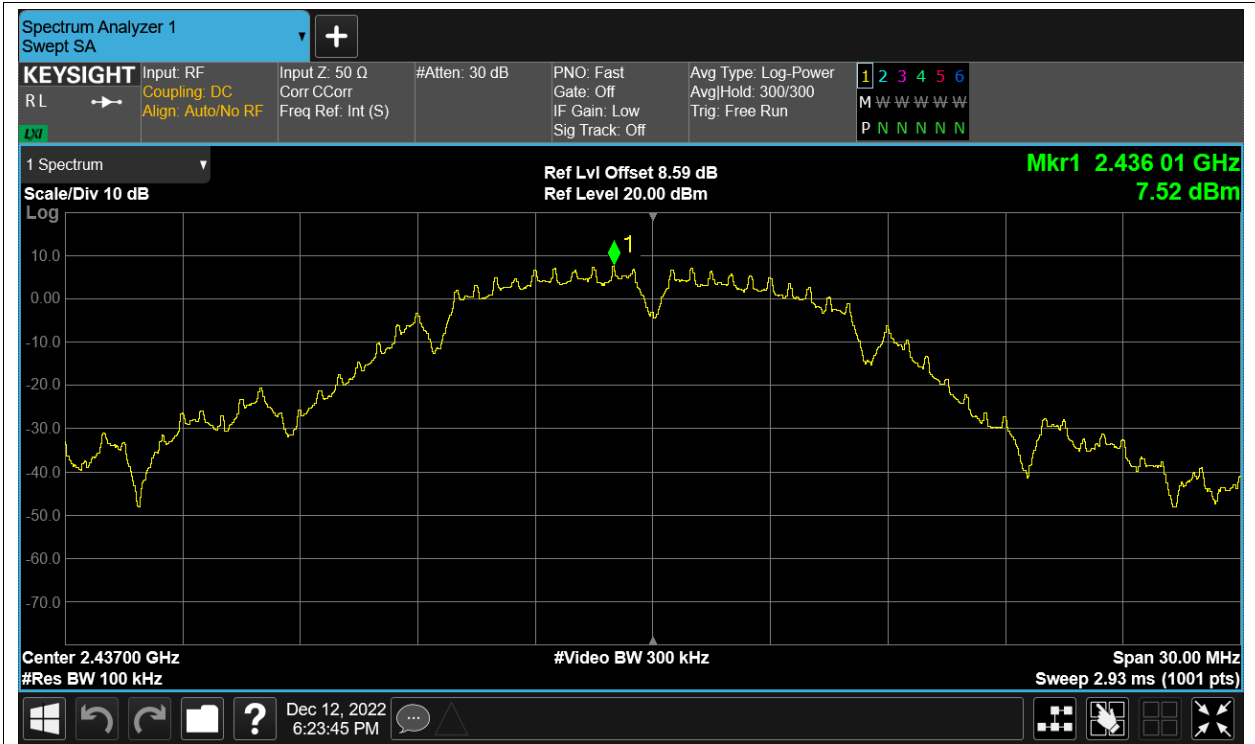 Spectrum Analyzer 1
Swept SA
KEYSIGHT
R L
LXI
Input: RF
Coupling: DC
Align: Auto/No RF
Input Z: 50 Ω
Corr CCorr
Freq Ref: Int (S)
#Atten: 30 dB
PNO: Fast
Gate: Off
IF Gain: Low
Sig Track: Off
Avg Type: Log-Power
Avg|Hold: 300/300
Trig: Free Run
1 2 3 4 5 6
M W W W W W
P N N N N N
1 Spectrum
Scale/Div 10 dB
Log
Ref Lvl Offset 8.59 dB
Ref Level 20.00 dBm
Mkr1 2.436 01 GHz
7.52 dBm
1
10.0
0.00
-10.0
-20.0
-30.0
-40.0
-50.0
-60.0
-70.0
Center 2.43700 GHz
#Res BW 100 kHz
#Video BW 300 kHz
Span 30.00 MHz
Sweep 2.93 ms (1001 pts)
?
Dec 12, 2022
6:23:45 PM